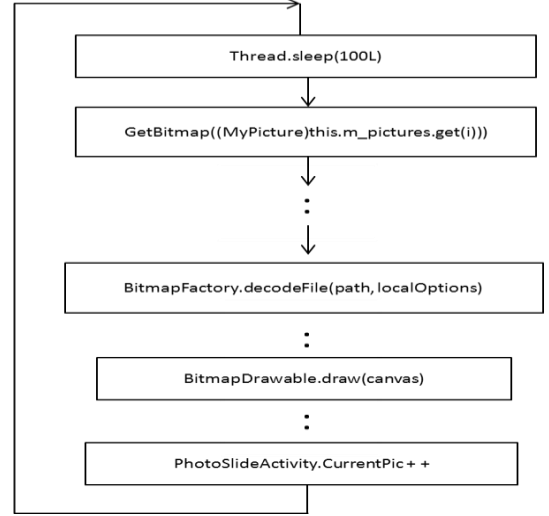 Thread.sleep(100L)
GetBitmap((MyPicture)this.m_pictures.get(i)))
:
BitmapFactory.decodeFile(path, localOptions)
:
BitmapDrawable.draw(canvas)
:
PhotoSlideActivity.CurrentPic+ +